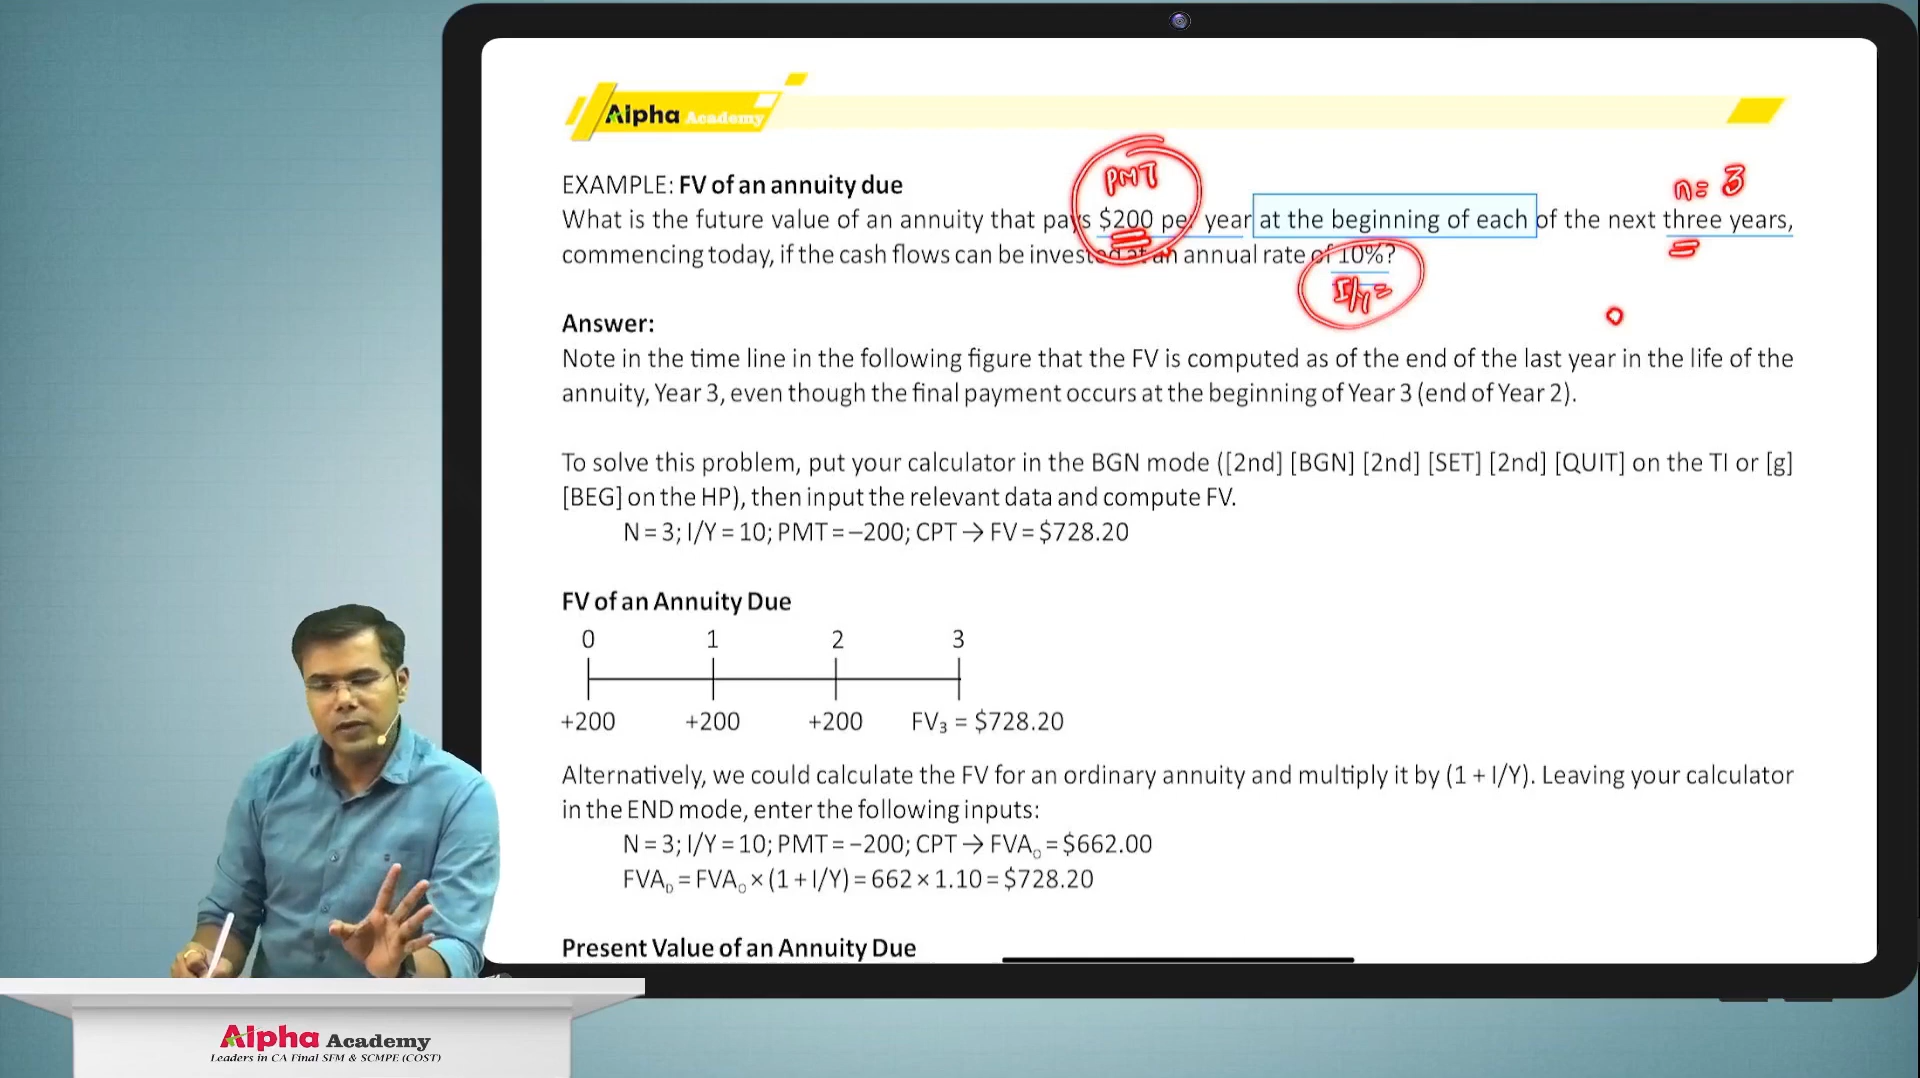 Alpha Academy
PMT
n = 3
EXAMPLE: FV of an annuity due
What is the future value of an annuity that pays $200 per year at the beginning of each of the next three years,
commencing today, if the cash flows can be invested at an annual rate of 10%?
I/Y =
Answer:
Note in the time line in the following figure that the FV is computed as of the end of the last year in the life of the
annuity, Year 3, even though the final payment occurs at the beginning of Year 3 (end of Year 2).
To solve this problem, put your calculator in the BGN mode ([2nd] [BGN] [2nd] [SET] [2nd] [QUIT] on the TI or [g]
[BEG] on the HP), then input the relevant data and compute FV.
N = 3; I/Y = 10; PMT = –200; CPT → FV = $728.20
FV of an Annuity Due
0 1 2 3
+200 +200 +200 FV₃ = $728.20
Alternatively, we could calculate the FV for an ordinary annuity and multiply it by (1 + I/Y). Leaving your calculator
in the END mode, enter the following inputs:
N = 3; I/Y = 10; PMT = –200; CPT → FVAₒ = $662.00
FVA_D = FVAₒ × (1 + I/Y) = 662 × 1.10 = $728.20
Present Value of an Annuity Due
Alpha Academy
Leaders in CA Final SFM & SCMPE (COST)